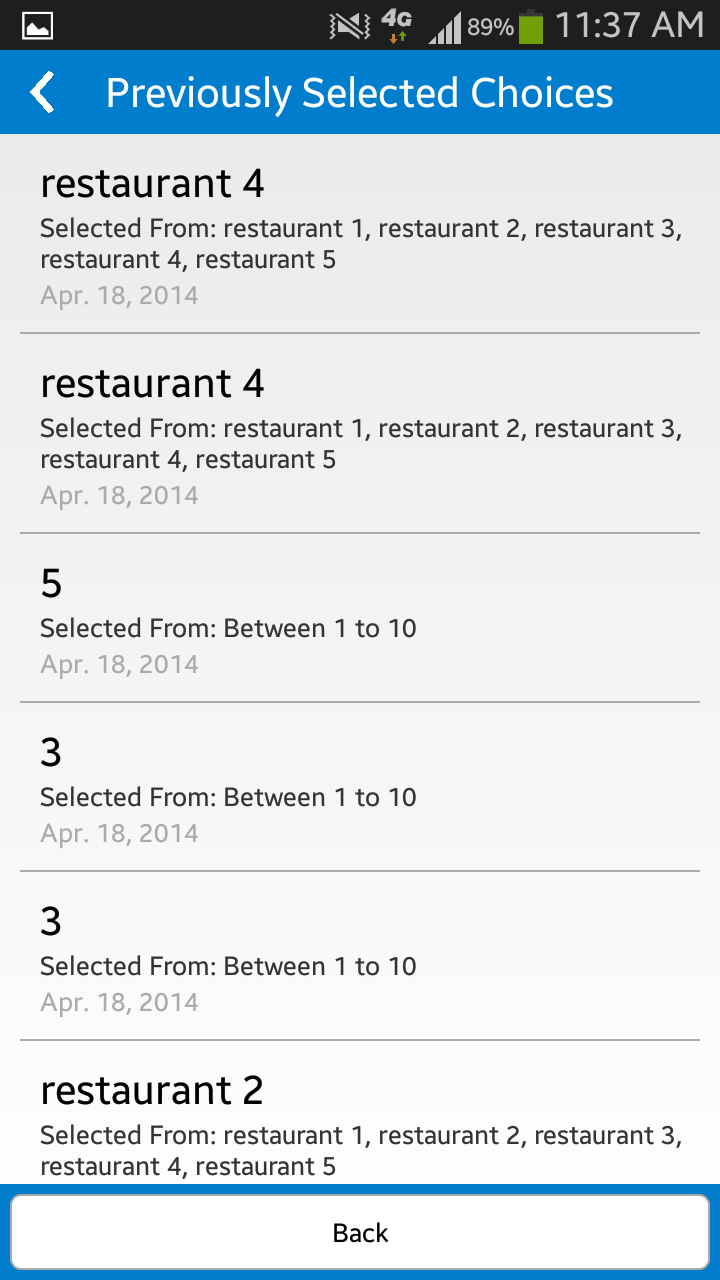 4G 89% 11:37 AM
Previously Selected Choices
restaurant 4
Selected From: restaurant 1, restaurant 2, restaurant 3,
restaurant 4, restaurant 5
Apr. 18, 2014
restaurant 4
Selected From: restaurant 1, restaurant 2, restaurant 3,
restaurant 4, restaurant 5
Apr. 18, 2014
5
Selected From: Between 1 to 10
Apr. 18, 2014
3
Selected From: Between 1 to 10
Apr. 18, 2014
3
Selected From: Between 1 to 10
Apr. 18, 2014
restaurant 2
Selected From: restaurant 1, restaurant 2, restaurant 3,
restaurant 4, restaurant 5
Back